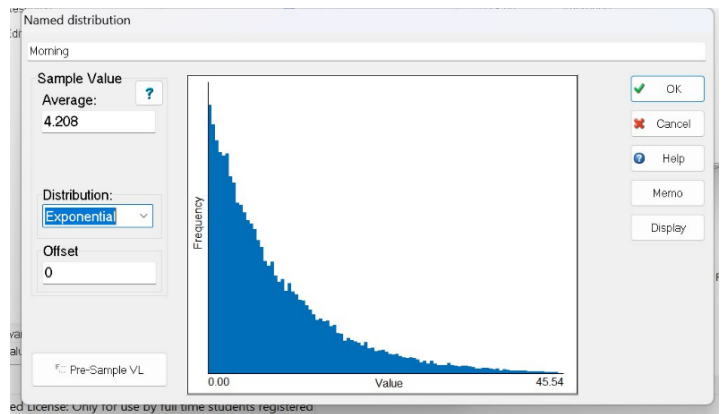 Named distribution
Morning
Sample Value
Average:
?
4.208
Distribution:
Exponential
Offset
0
Pre-Sample VL
Frequency
0.00
Value
45.54
OK
Cancel
Help
Memo
Display
ed License: Only for use by full time students registered